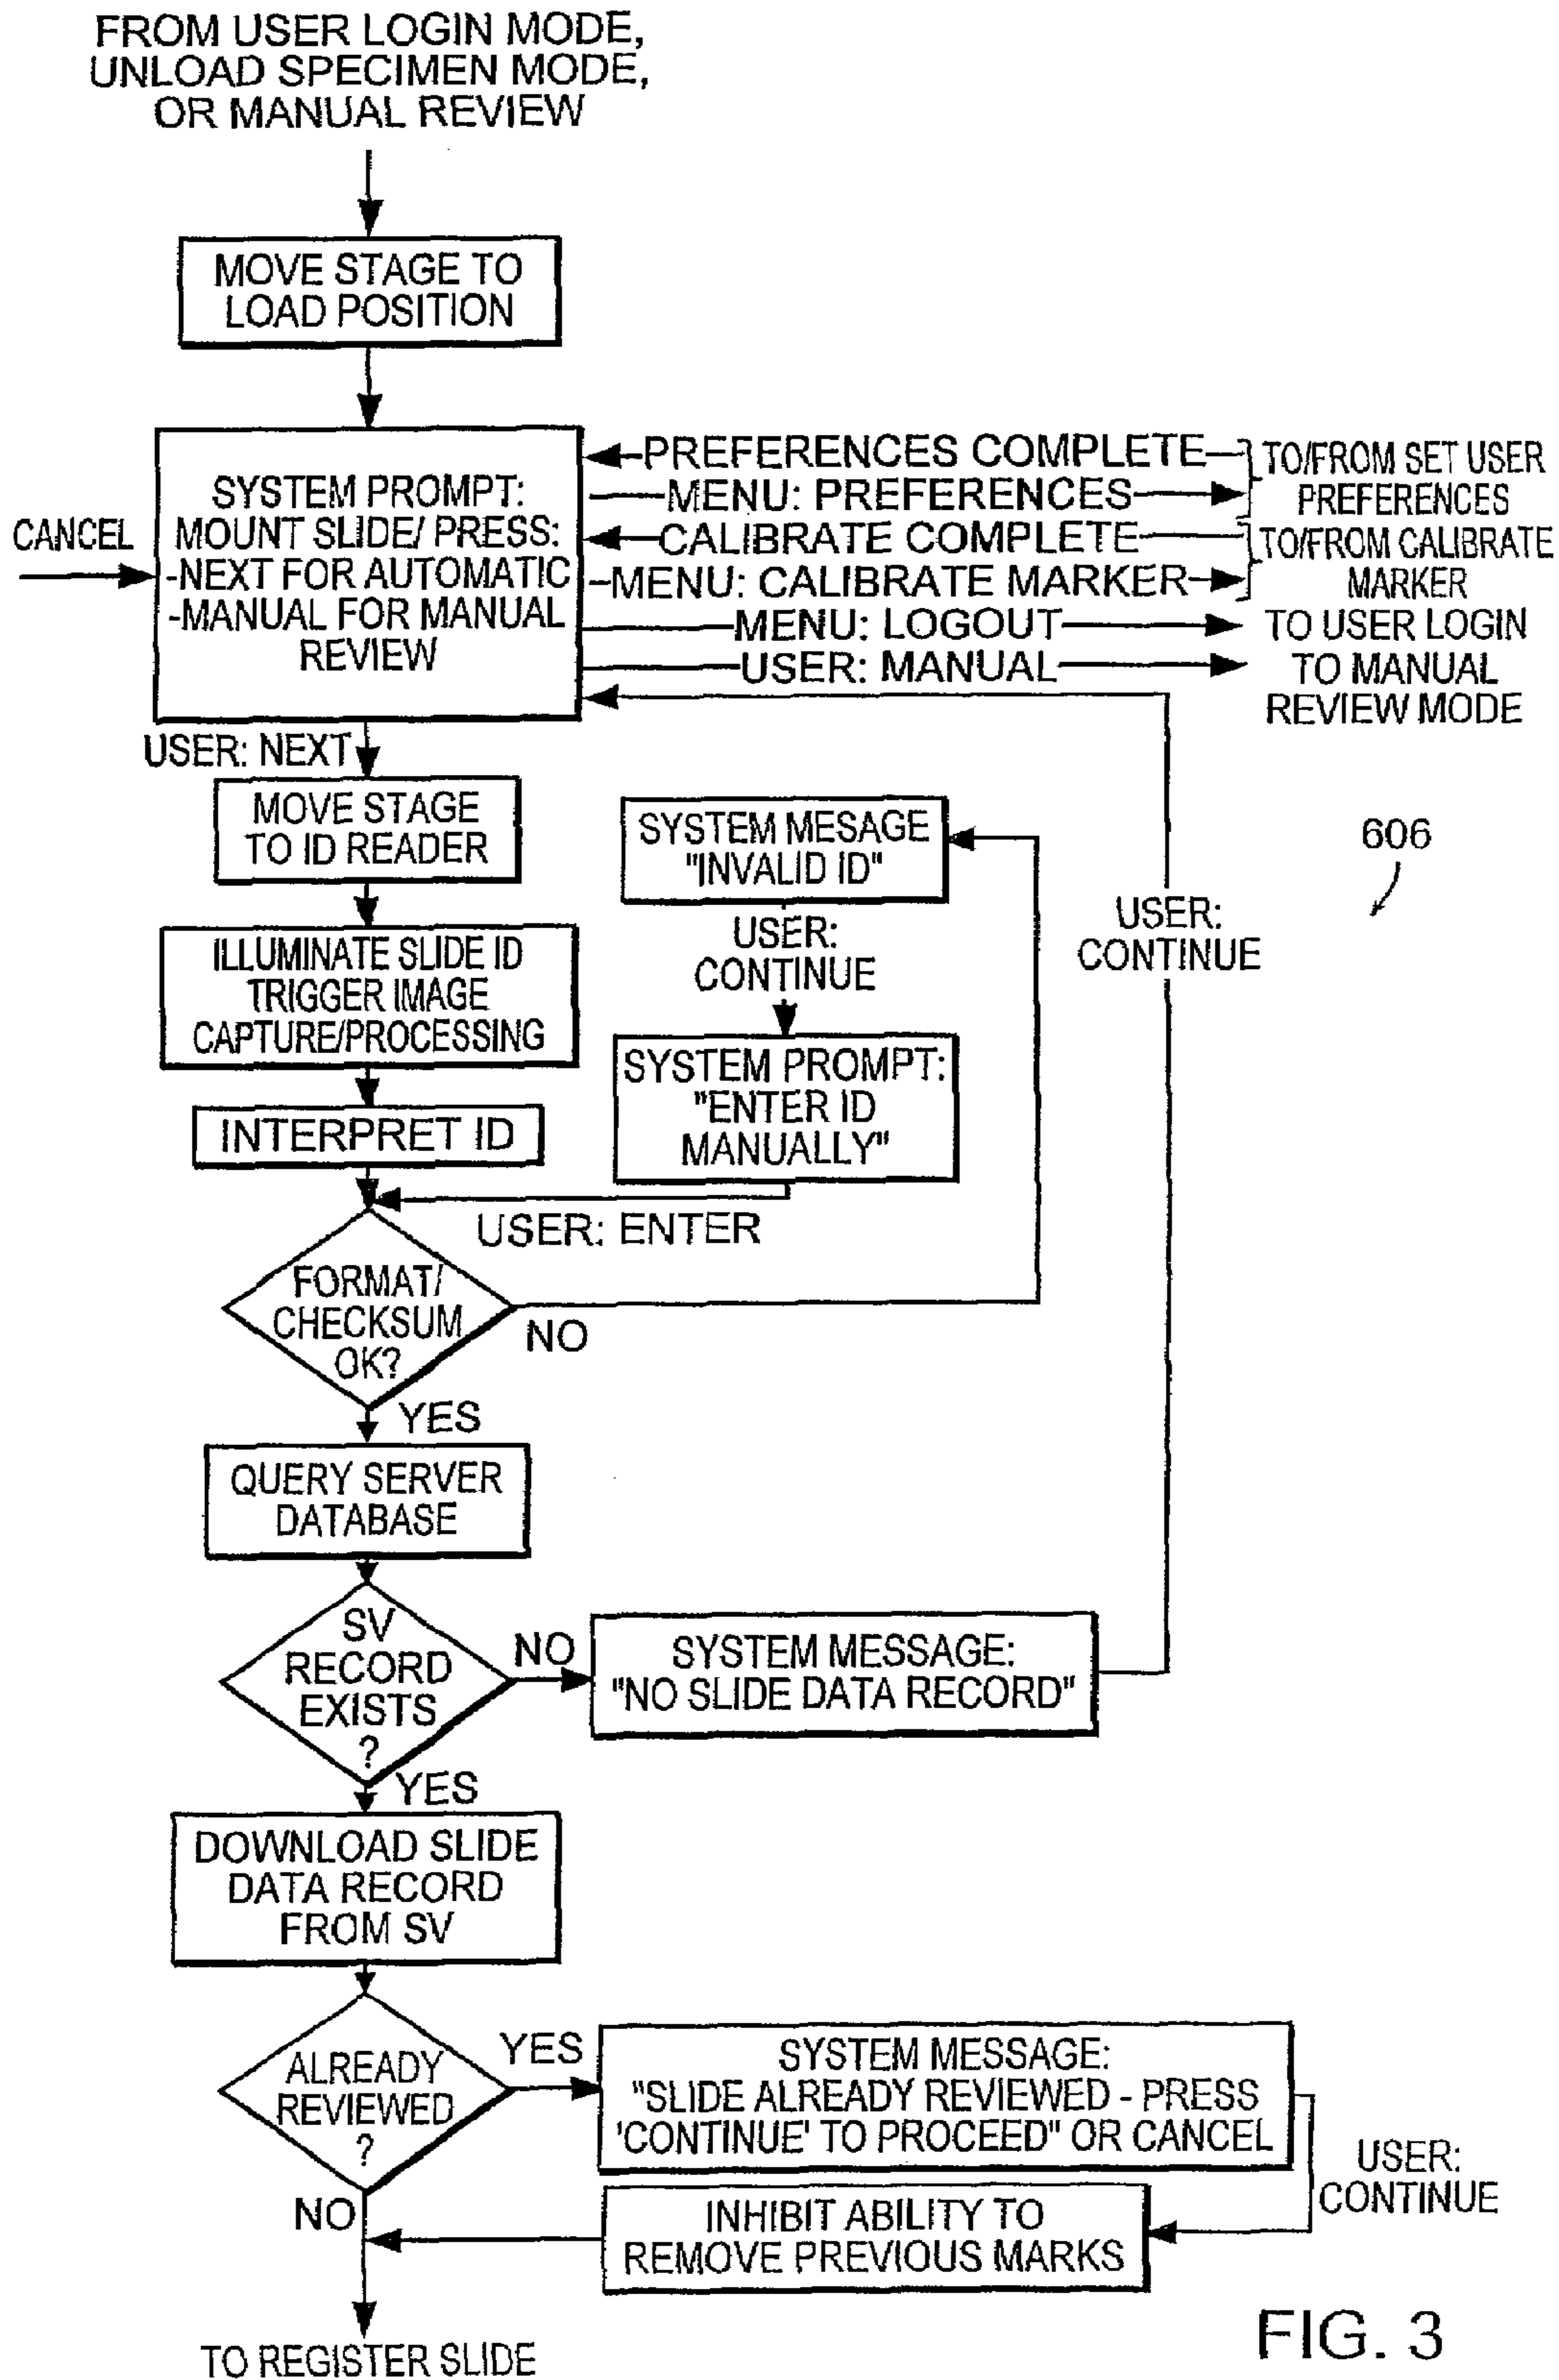 FROM USER LOGIN MODE,
UNLOAD SPECIMEN MODE,
OR MANUAL REVIEW
MOVE STAGE TO
LOAD POSITION
CANCEL
SYSTEM PROMPT:
MOUNT SLIDE/ PRESS:
-NEXT FOR AUTOMATIC
-MANUAL FOR MANUAL
REVIEW
PREFERENCES COMPLETE
MENU: PREFERENCES
TO/FROM SET USER
PREFERENCES
CALIBRATE COMPLETE
MENU: CALIBRATE MARKER
TO/FROM CALIBRATE
MARKER
MENU: LOGOUT
TO USER LOGIN
USER: MANUAL
TO MANUAL
REVIEW MODE
USER: NEXT
MOVE STAGE
TO ID READER
SYSTEM MESAGE
"INVALID ID"
606
USER:
CONTINUE
USER:
CONTINUE
ILLUMINATE SLIDE ID
TRIGGER IMAGE
CAPTURE/PROCESSING
SYSTEM PROMPT:
"ENTER ID
MANUALLY"
INTERPRET ID
USER: ENTER
FORMAT/
CHECKSUM
OK?
NO
YES
QUERY SERVER
DATABASE
SV
RECORD
EXISTS
?
NO
SYSTEM MESSAGE:
"NO SLIDE DATA RECORD"
YES
DOWNLOAD SLIDE
DATA RECORD
FROM SV
ALREADY
REVIEWED
?
YES
SYSTEM MESSAGE:
"SLIDE ALREADY REVIEWED - PRESS
'CONTINUE' TO PROCEED" OR CANCEL
USER:
CONTINUE
NO
INHIBIT ABILITY TO
REMOVE PREVIOUS MARKS
TO REGISTER SLIDE
FIG. 3